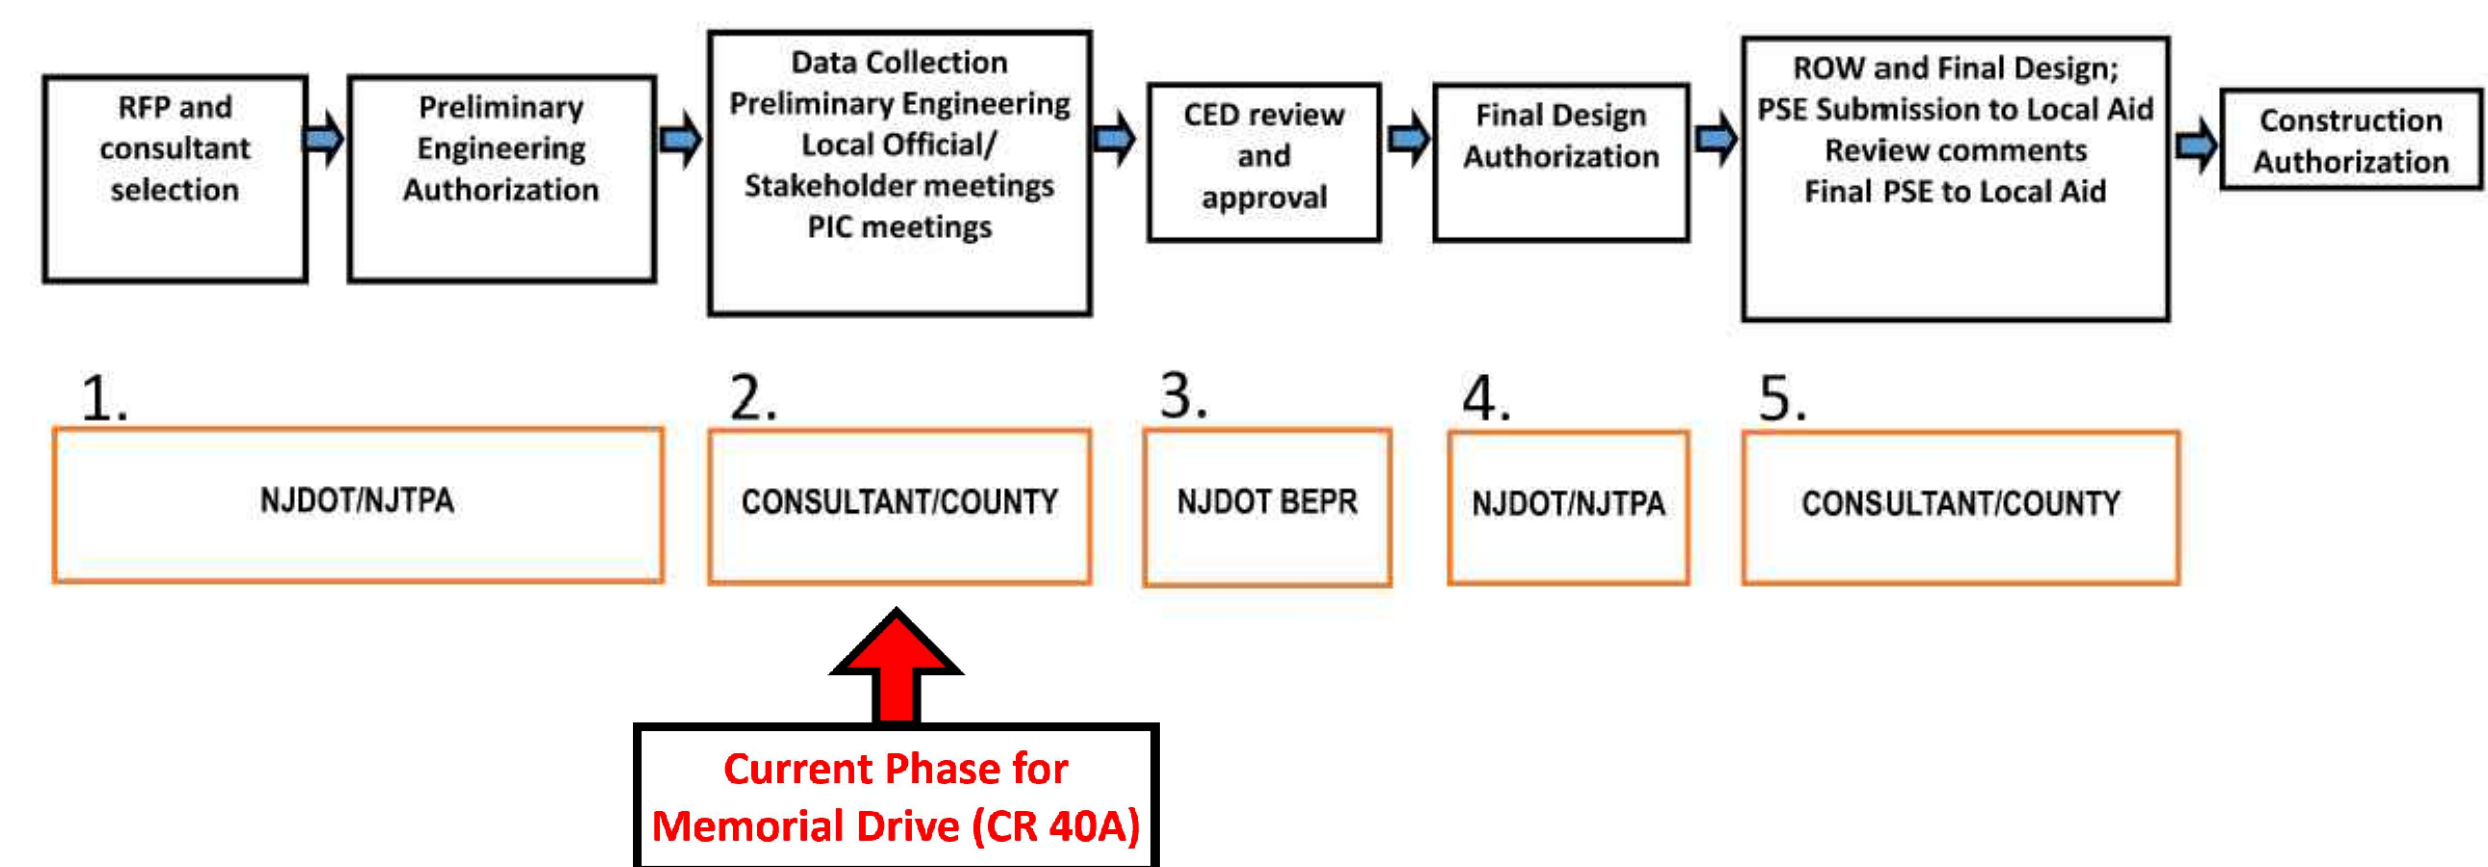 RFP and
consultant
selection
Preliminary
Engineering
Authorization
Data Collection
Preliminary Engineering
Local Official/
Stakeholder meetings
PIC meetings
CED review
and
approval
Final Design
Authorization
ROW and Final Design;
PSE Submission to Local Aid
Review comments
Final PSE to Local Aid
Construction
Authorization
1.
2.
3.
4.
5.
NJDOT/NJTPA
CONSULTANT/COUNTY
NJDOT BEPR
NJDOT/NJTPA
CONSULTANT/COUNTY
Current Phase for
Memorial Drive (CR 40A)